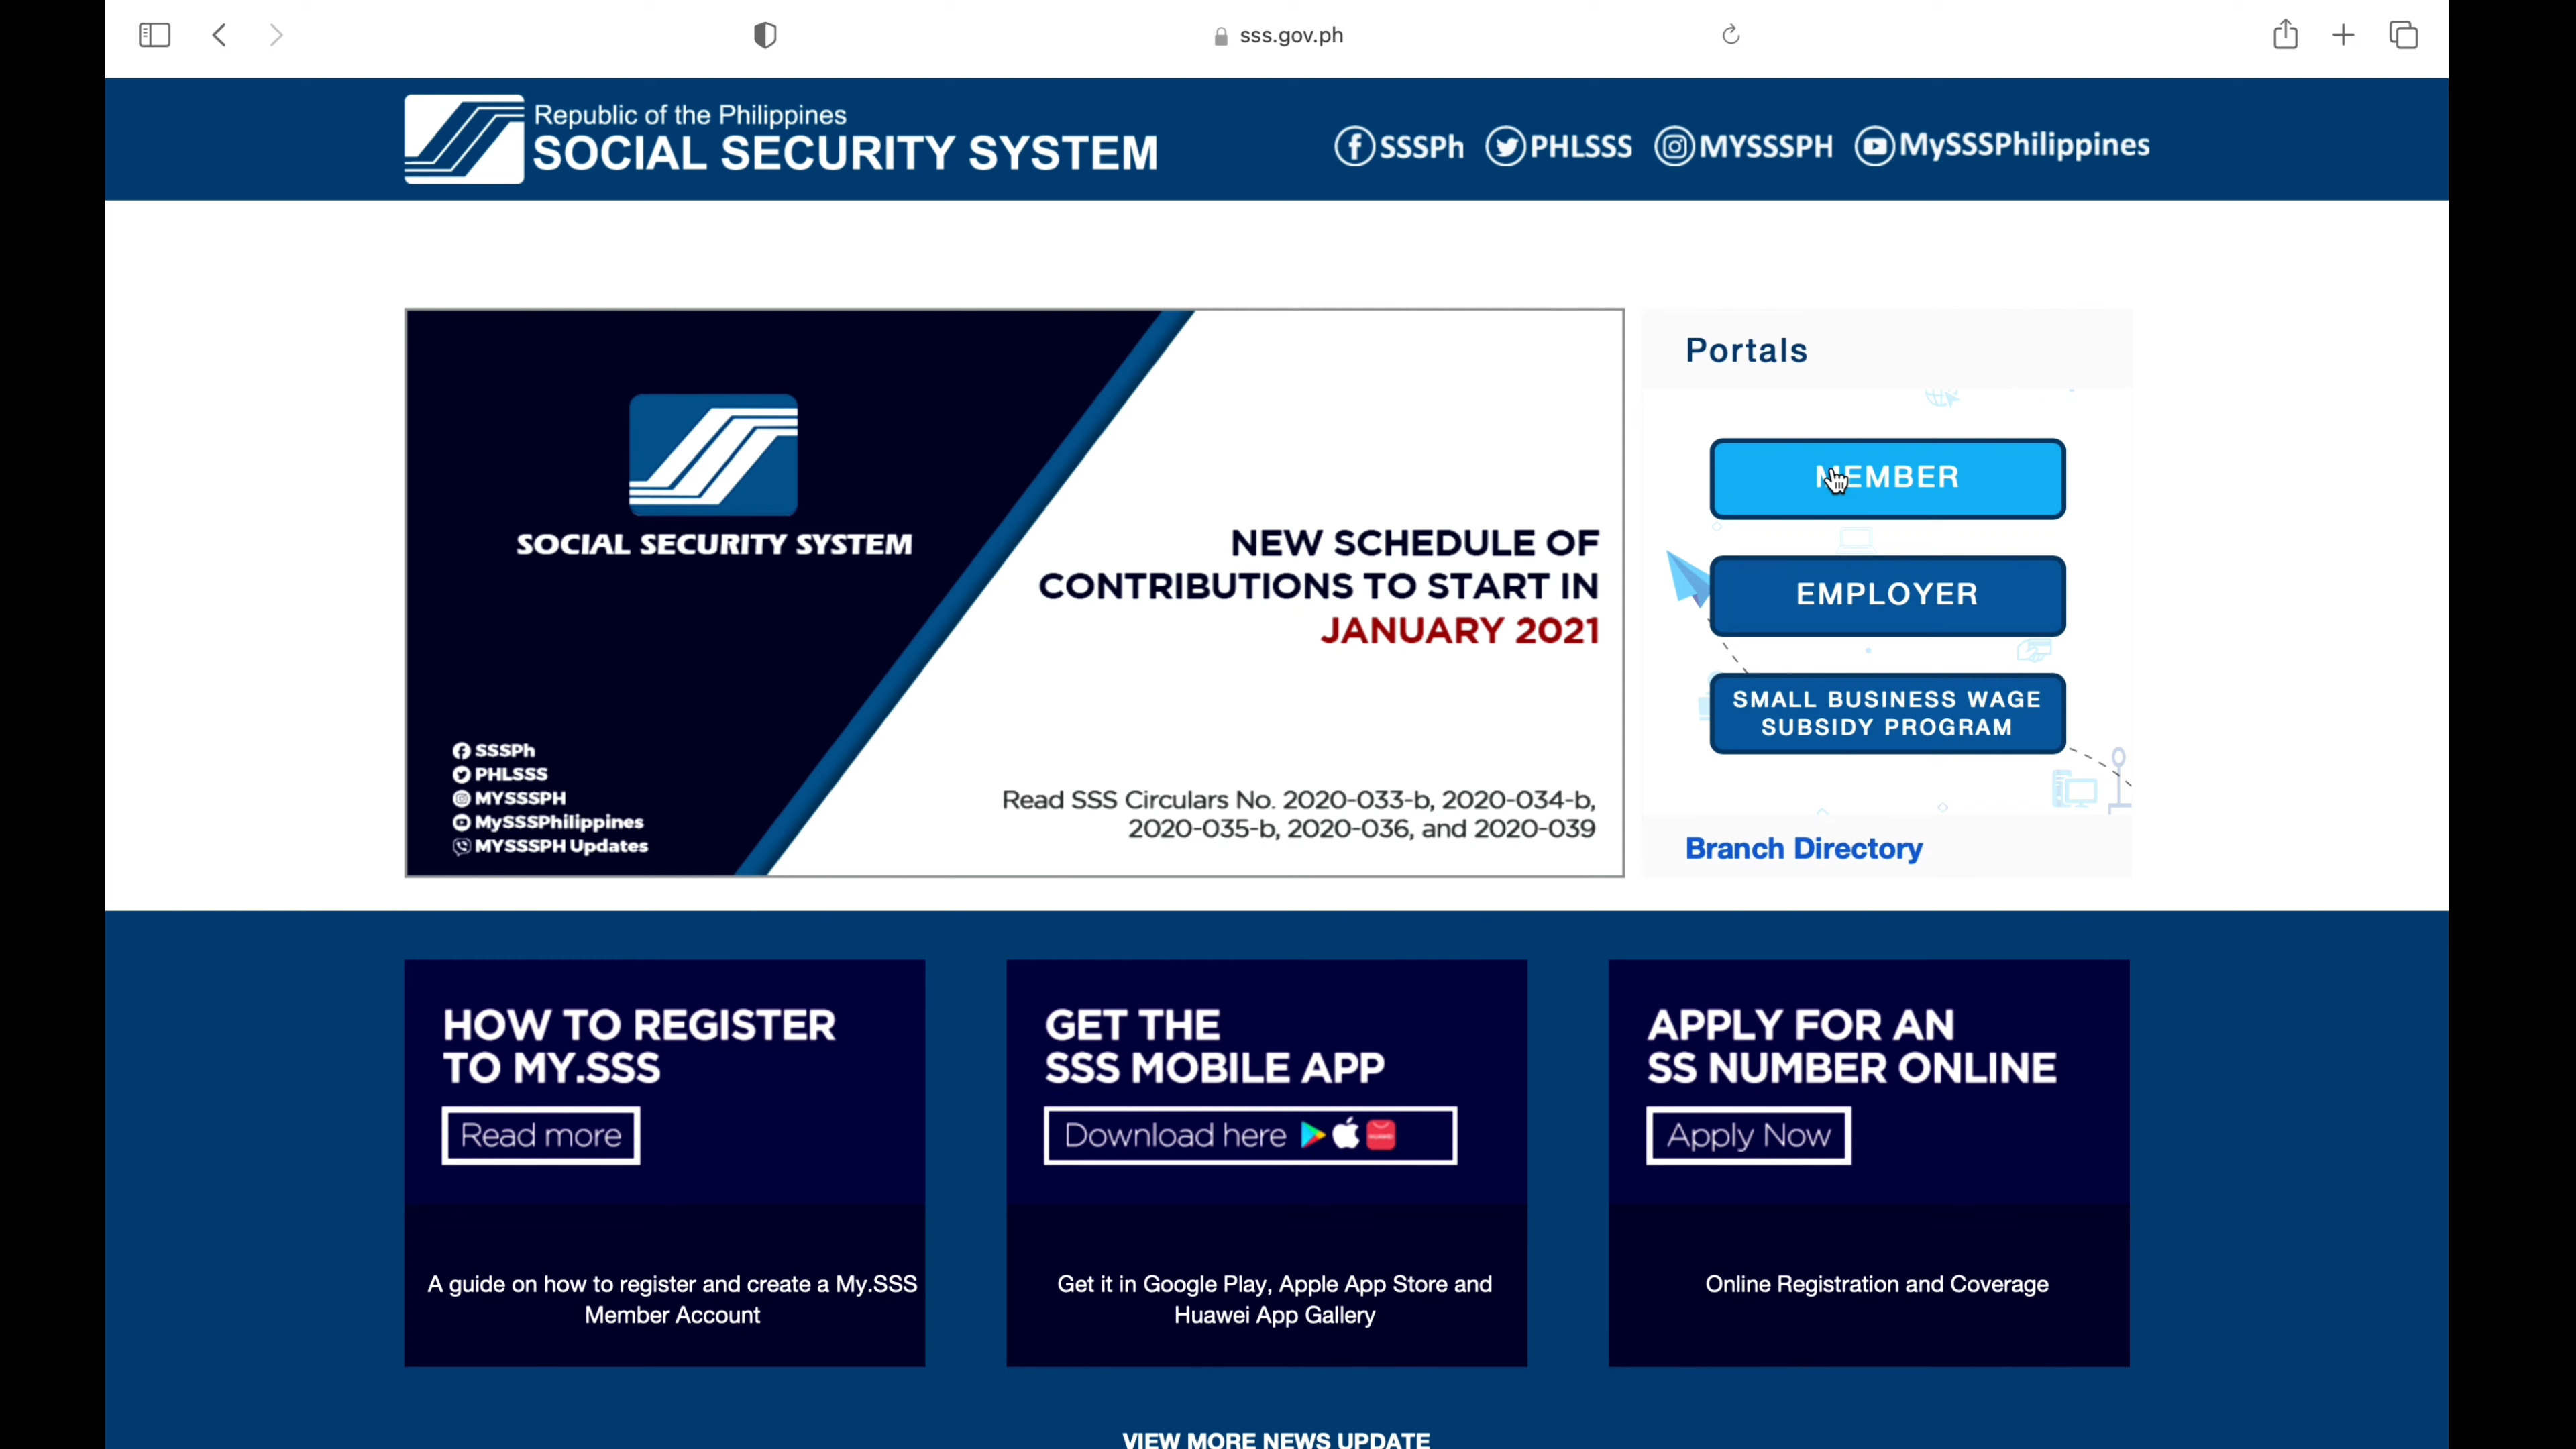 sss.gov.ph
Republic of the Philippines
SOCIAL SECURITY SYSTEM
SSSPh PHLSSS MYSSSPH MySSSPhilippines
SOCIAL SECURITY SYSTEM
NEW SCHEDULE OF
CONTRIBUTIONS TO START IN
JANUARY 2021
SSSPh
PHLSSS
MYSSSPH
MySSSPhilippines
MYSSSPH Updates
Read SSS Circulars No. 2020-033-b, 2020-034-b,
2020-035-b, 2020-036, and 2020-039
Portals
MEMBER
EMPLOYER
SMALL BUSINESS WAGE
SUBSIDY PROGRAM
Branch Directory
HOW TO REGISTER
TO MY.SSS
Read more
A guide on how to register and create a My.SSS
Member Account
GET THE
SSS MOBILE APP
Download here
Get it in Google Play, Apple App Store and
Huawei App Gallery
APPLY FOR AN
SS NUMBER ONLINE
Apply Now
Online Registration and Coverage
VIEW MORE NEWS UPDATE